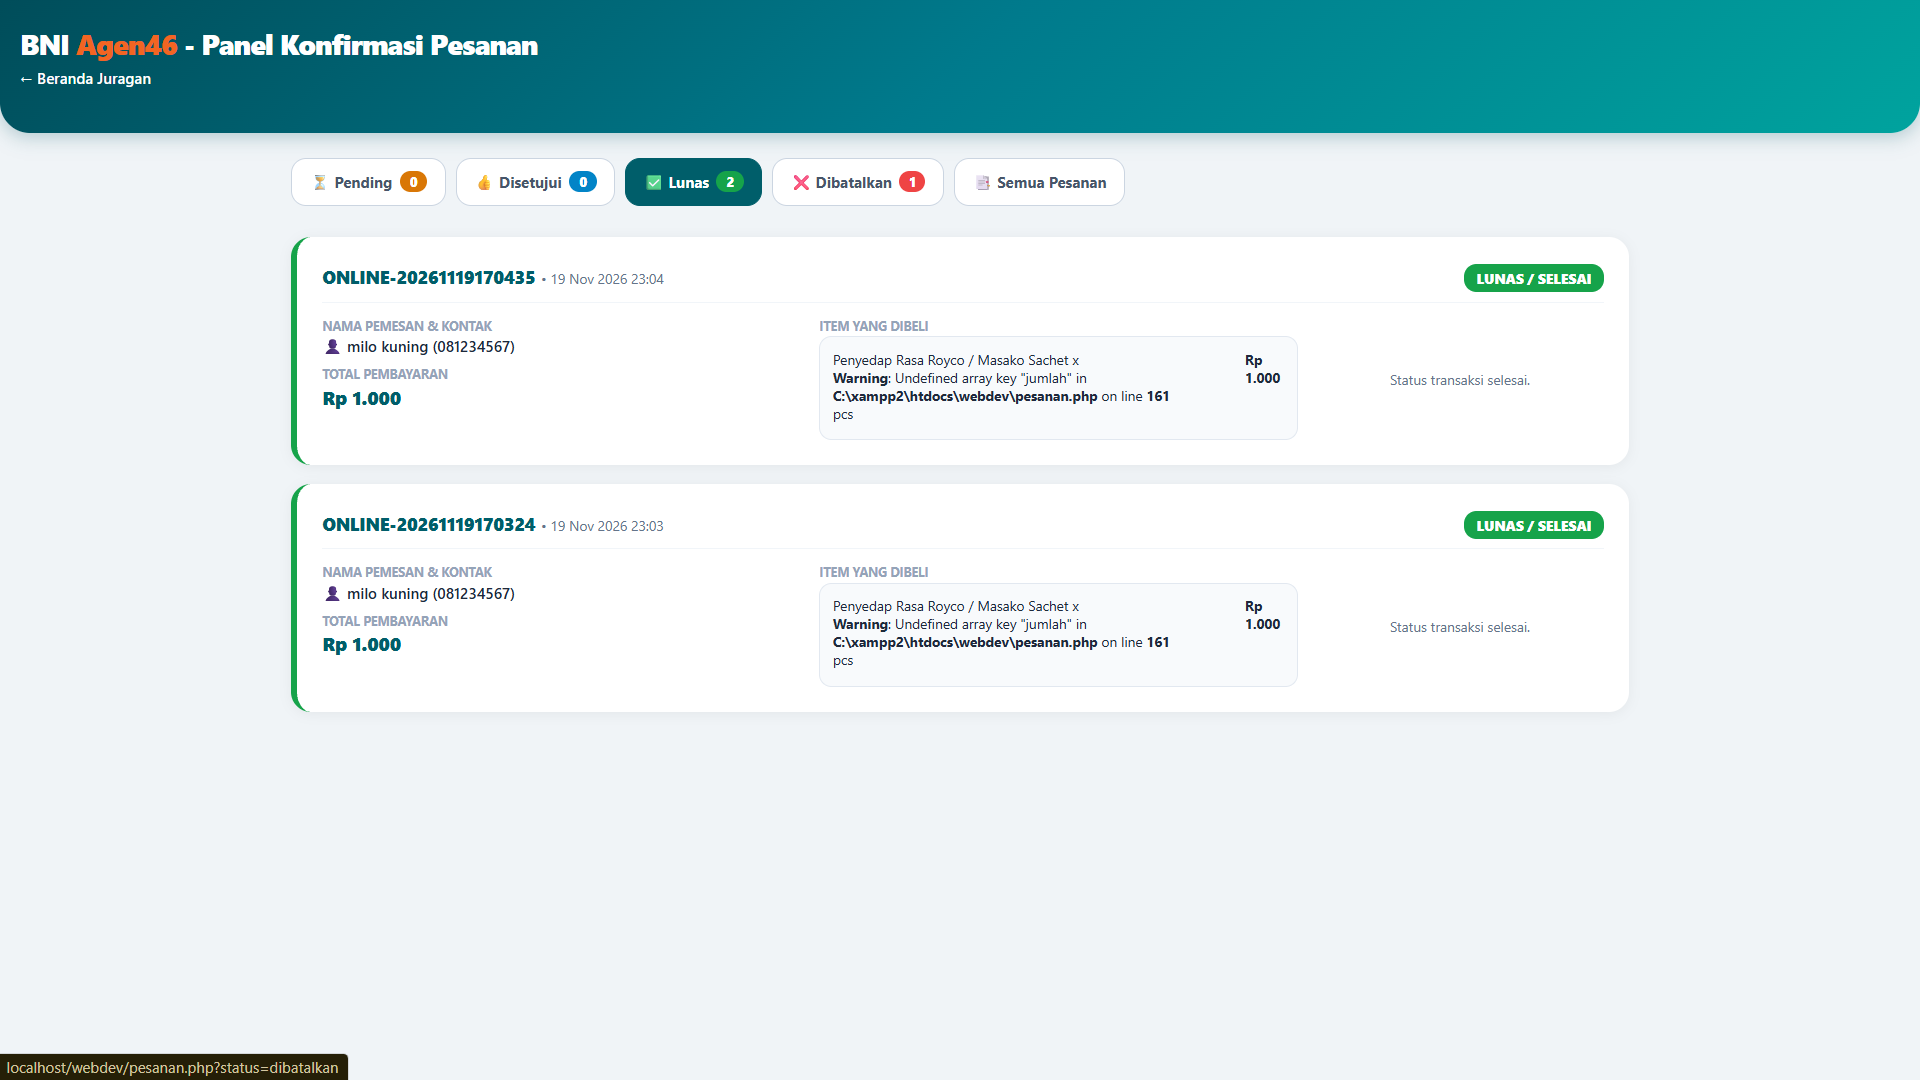 BNI Agen46 - Panel Konfirmasi Pesanan
← Beranda Juragan
⏳ Pending 0
👍 Disetujui 0
✅ Lunas 2
❌ Dibatalkan 1
📑 Semua Pesanan
ONLINE-20261119170435 • 19 Nov 2026 23:04
LUNAS / SELESAI
NAMA PEMESAN & KONTAK
👤 milo kuning (081234567)
TOTAL PEMBAYARAN
Rp 1.000
ITEM YANG DIBELI
Penyedap Rasa Royco / Masako Sachet x
Warning: Undefined array key "jumlah" in
C:\xampp2\htdocs\webdev\pesanan.php on line 161
pcs
Rp
1.000
Status transaksi selesai.
ONLINE-20261119170324 • 19 Nov 2026 23:03
LUNAS / SELESAI
NAMA PEMESAN & KONTAK
👤 milo kuning (081234567)
TOTAL PEMBAYARAN
Rp 1.000
ITEM YANG DIBELI
Penyedap Rasa Royco / Masako Sachet x
Warning: Undefined array key "jumlah" in
C:\xampp2\htdocs\webdev\pesanan.php on line 161
pcs
Rp
1.000
Status transaksi selesai.
localhost/webdev/pesanan.php?status=dibatalkan